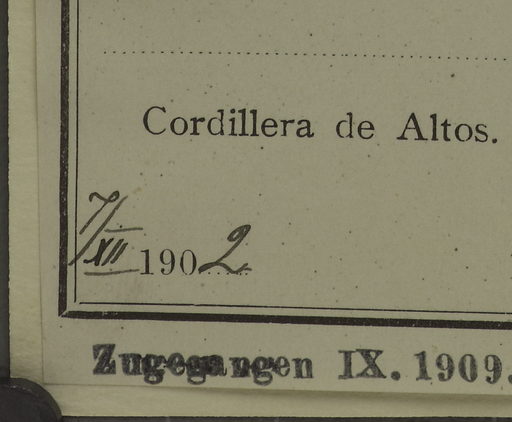 Cordillera de Altos.
7/XII 1902
Zugegangen IX. 1909.